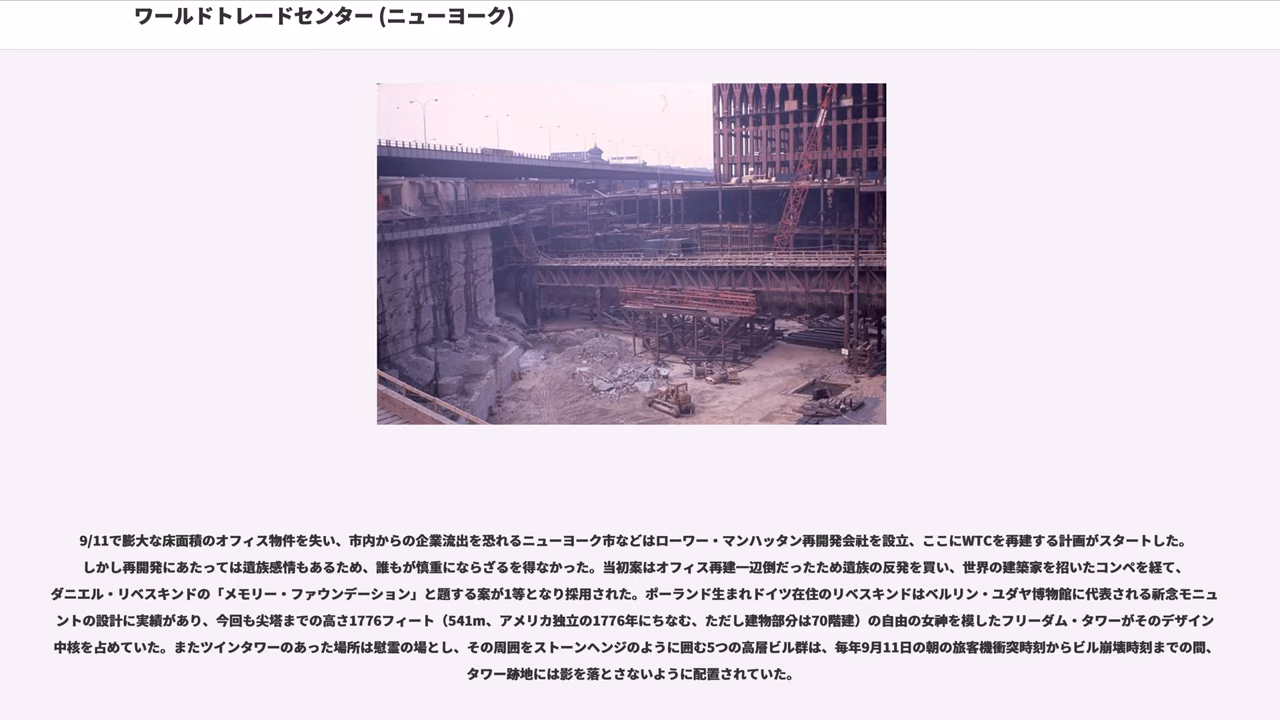 ワールドトレードセンター (ニューヨーク)
9/11で膨大な床面積のオフィス物件を失い、市内からの企業流出を恐れるニューヨーク市などはローワー・マンハッタン再開発会社を設立、ここにWTCを再建する計画がスタートした。
しかし再開発にあたっては遺族感情もあるため、誰もが慎重にならざるを得なかった。当初案はオフィス再建一辺倒だったため遺族の反発を買い、世界の建築家を招いたコンペを経て、
ダニエル・リベスキンドの「メモリー・ファウンデーション」と題する案が1等となり採用された。ポーランド生まれドイツ在住のリベスキンドはベルリン・ユダヤ博物館に代表される祈念モニュ
ントの設計に実績があり、今回も尖塔までの高さ1776フィート（541m、アメリカ独立の1776年にちなむ、ただし建物部分は70階建）の自由の女神を模したフリーダム・タワーがそのデザイン
中核を占めていた。またツインタワーのあった場所は慰霊の場とし、その周囲をストーンヘンジのように囲む5つの高層ビル群は、毎年9月11日の朝の旅客機衝突時刻からビル崩壊時刻までの間、
タワー跡地には影を落とさないように配置されていた。